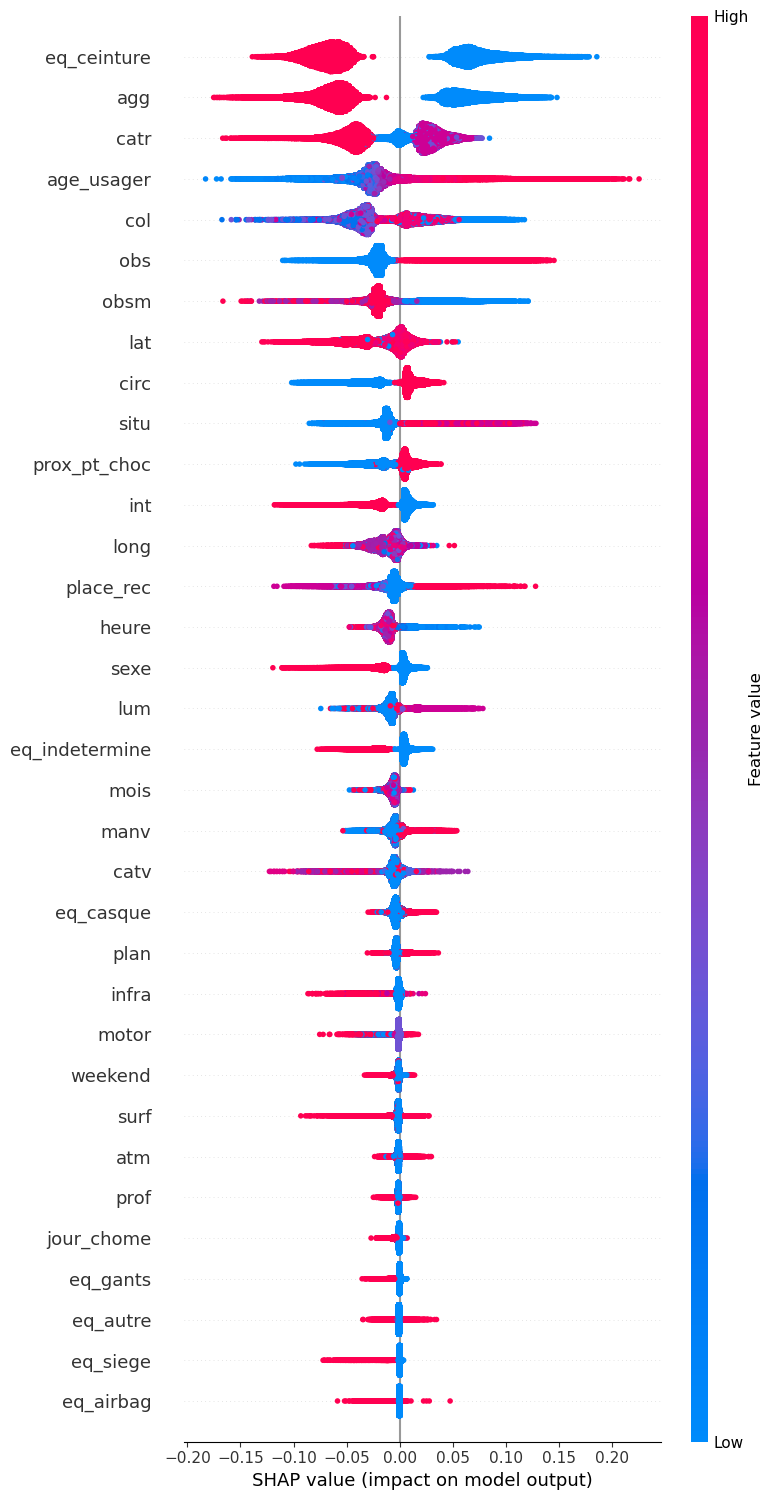 High
eq_ceinture
agg
catr
age_usager
col
obs
obsm
lat
circ
situ
prox_pt_choc
int
long
place_rec
heure
sexe
lum
eq_indetermine
mois
manv
catv
eq_casque
plan
infra
motor
weekend
surf
atm
prof
jour_chome
eq_gants
eq_autre
eq_siege
eq_airbag
Feature value
Low
−0.20 −0.15 −0.10 −0.05 0.00 0.05 0.10 0.15 0.20
SHAP value (impact on model output)